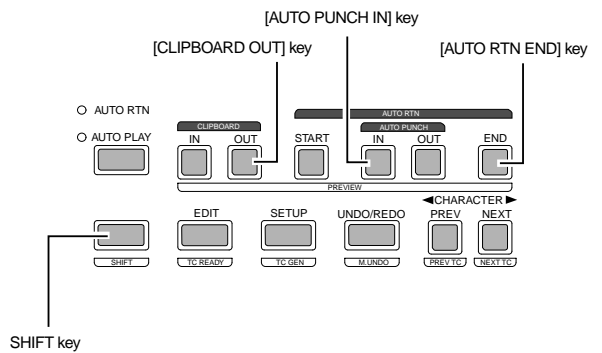 [AUTO PUNCH IN] key
[CLIPBOARD OUT] key
[AUTO RTN END] key
AUTO RTN
AUTO RTN
CLIPBOARD
AUTO PUNCH
AUTO PLAY
IN
OUT
START
IN
OUT
END
PREVIEW
◀CHARACTER▶
EDIT
SETUP
UNDO/REDO
PREV
NEXT
SHIFT
TC READY
TC GEN
M.UNDO
PREV TC
NEXT TC
SHIFT key